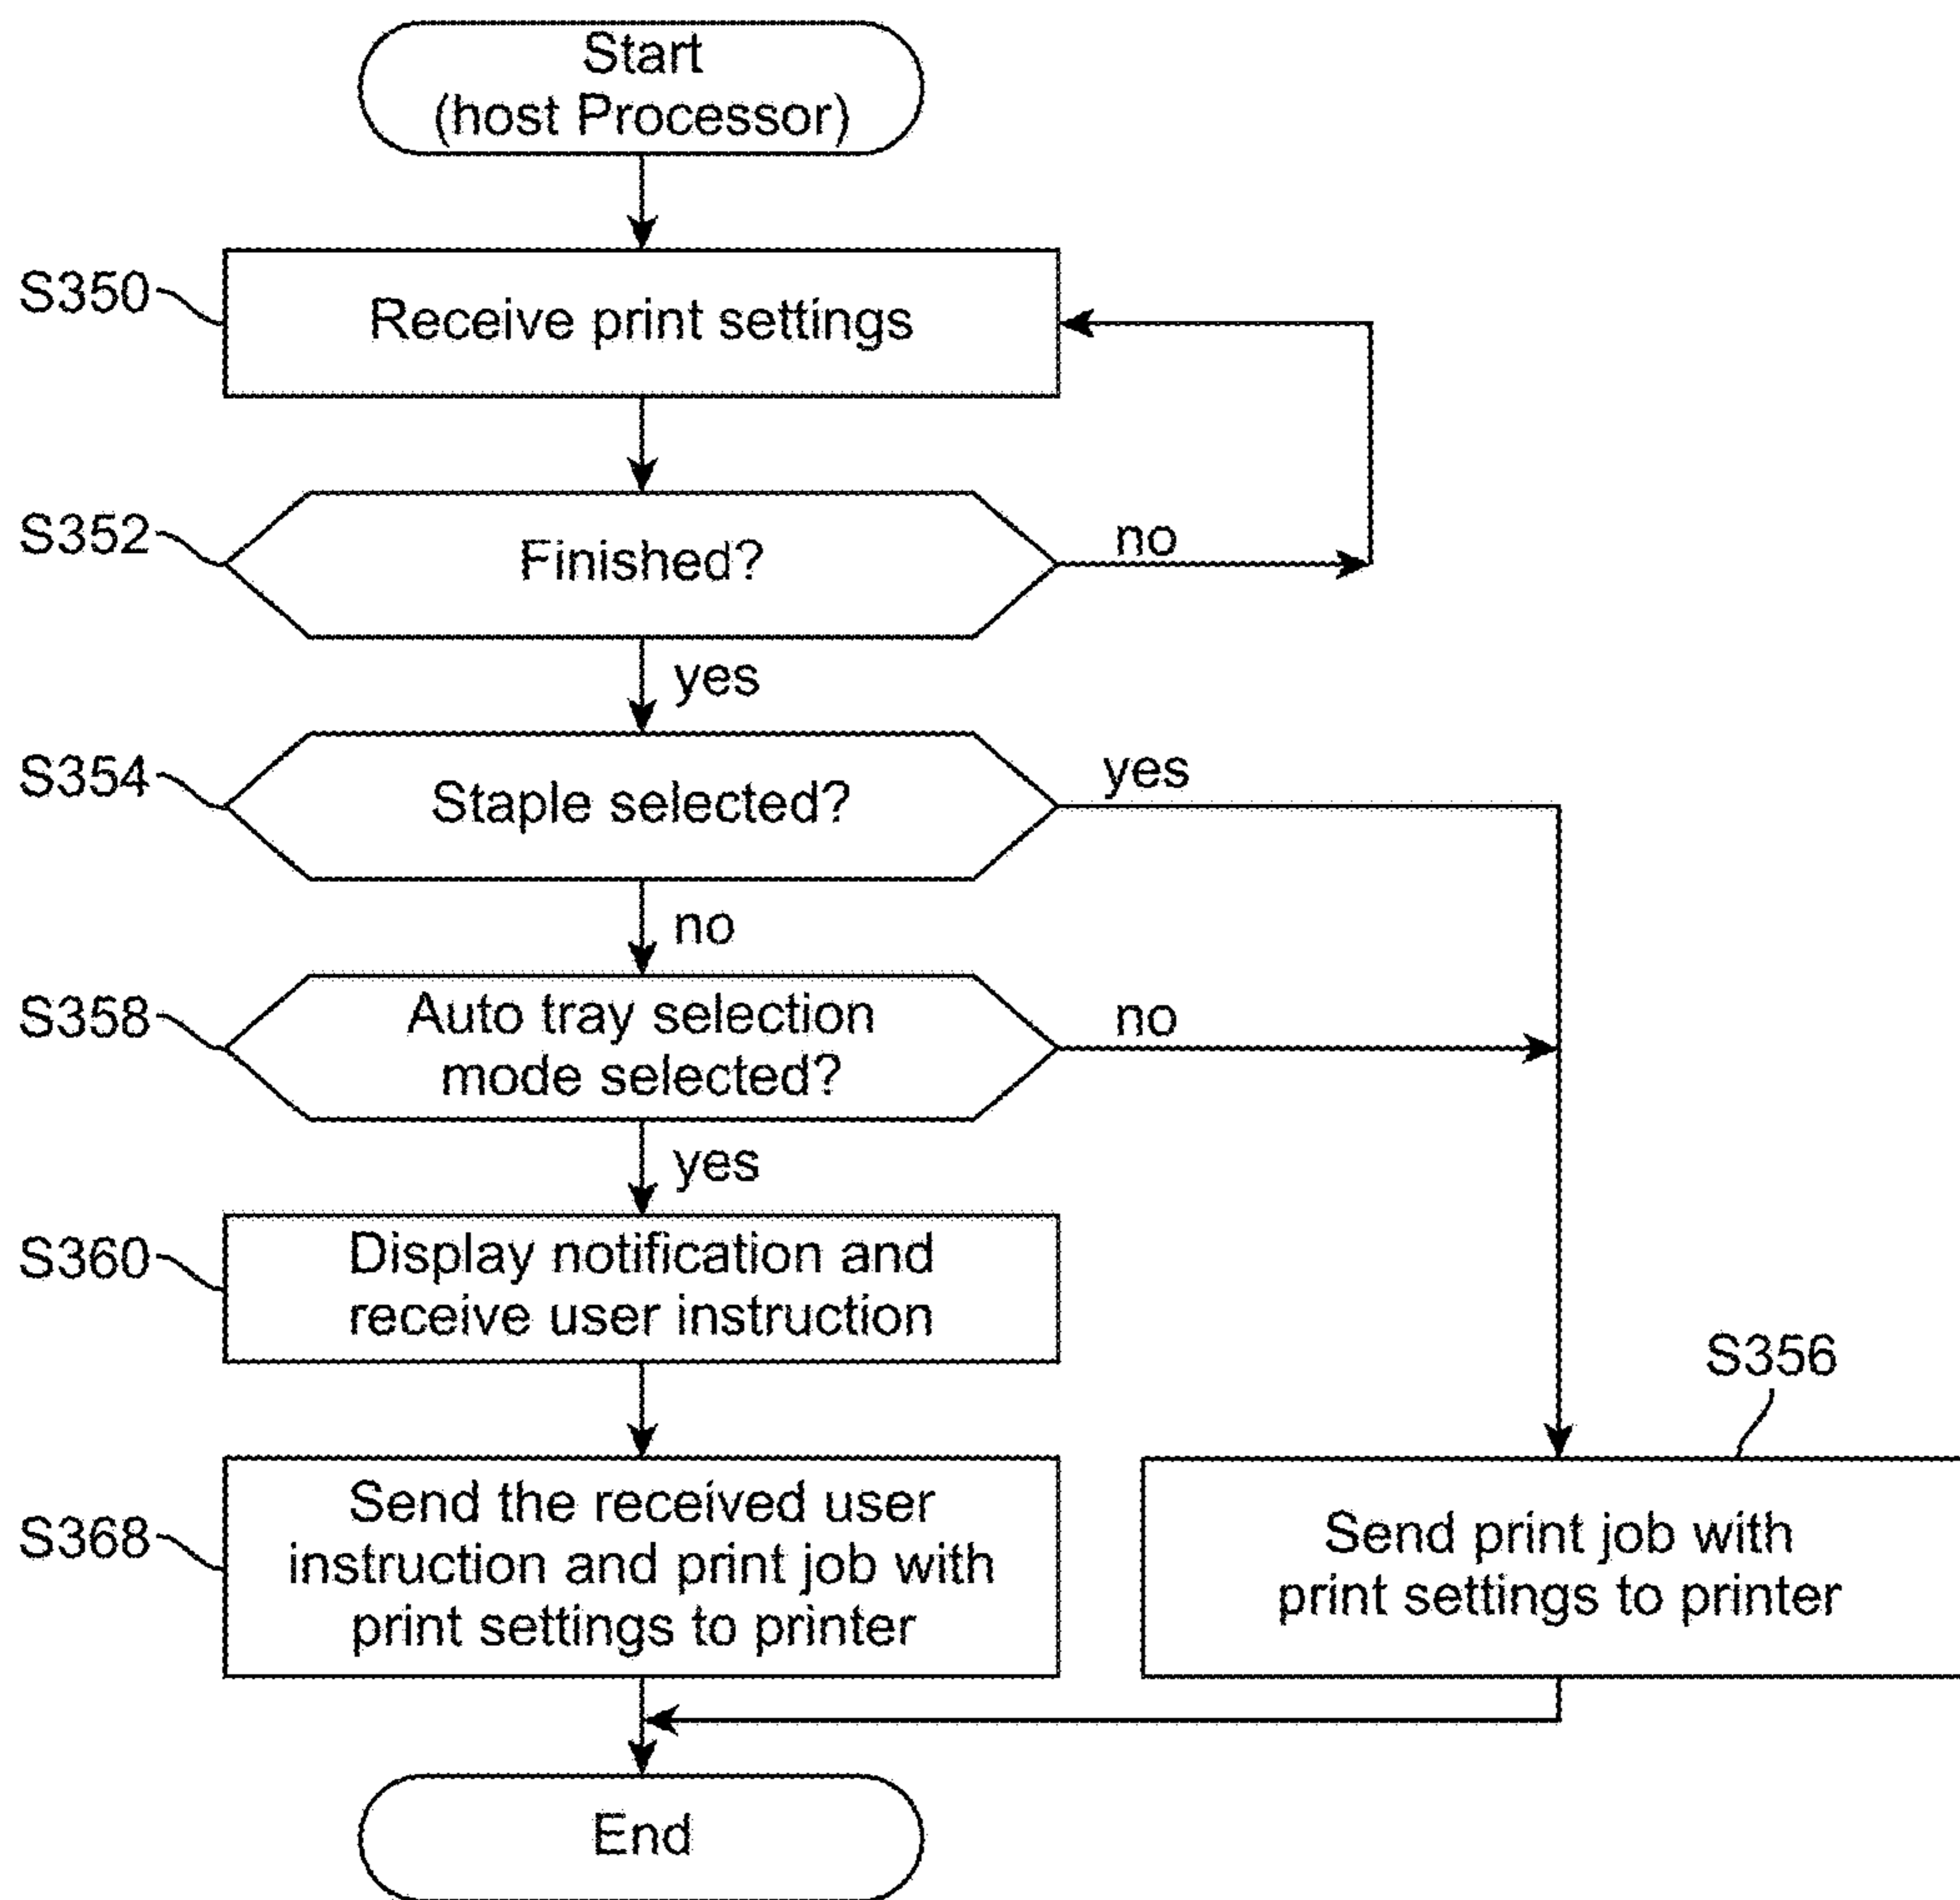 Start
(host Processor)
S350
Receive print settings
S352
Finished?
no
yes
S354
Staple selected?
yes
no
S358
Auto tray selection
mode selected?
no
yes
S360
Display notification and
receive user instruction
S356
S368
Send the received user
instruction and print job with
print settings to printer
Send print job with
print settings to printer
End